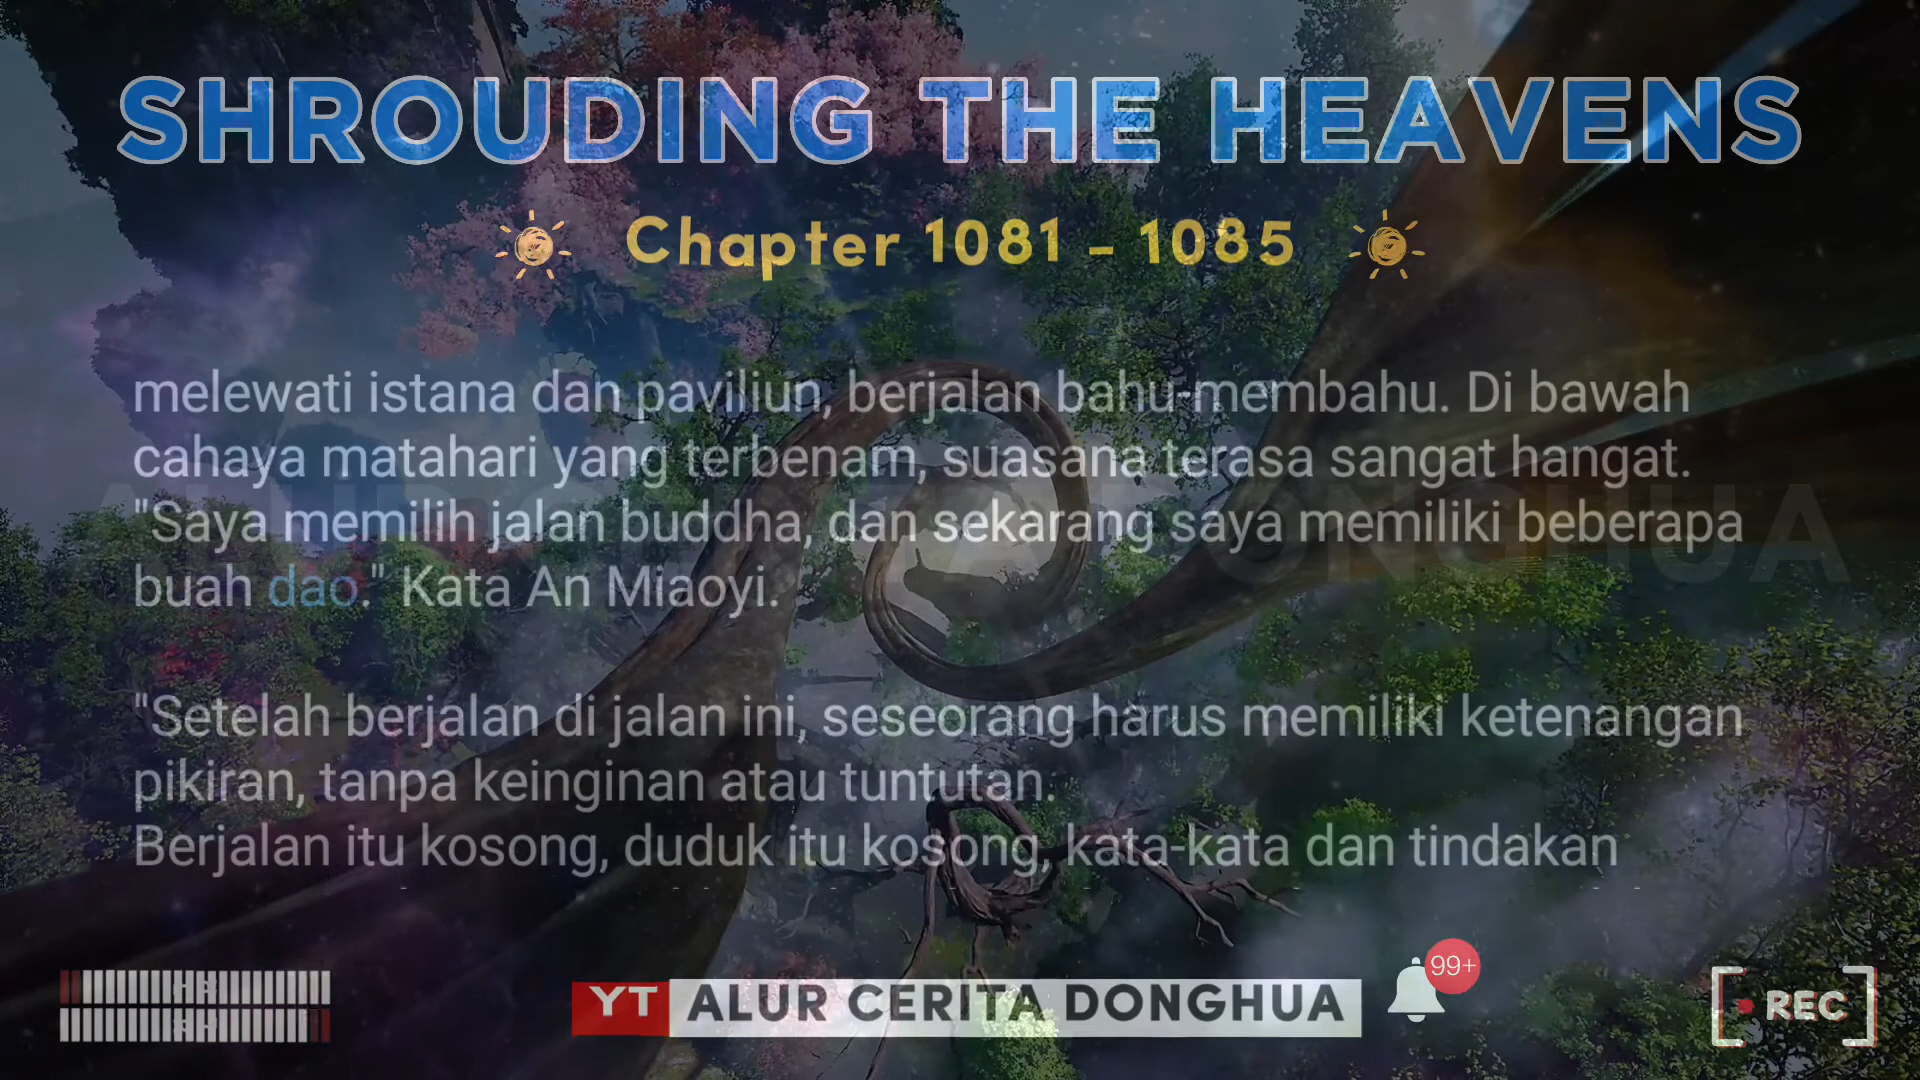 SHROUDING THE HEAVENS
Chapter 1081 - 1085
melewati istana dan paviliun, berjalan bahu-membahu. Di bawah
cahaya matahari yang terbenam, suasana terasa sangat hangat.
ALUR CERITA DONGHUA
"Saya memilih jalan buddha, dan sekarang saya memiliki beberapa
buah dao." Kata An Miaoyi.
"Setelah berjalan di jalan ini, seseorang harus memiliki ketenangan
pikiran, tanpa keinginan atau tuntutan.
Berjalan itu kosong, duduk itu kosong, kata-kata dan tindakan
YT ALUR CERITA DONGHUA
99+
REC